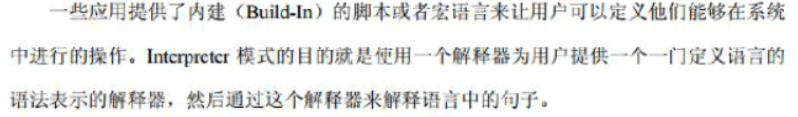 一些应用提供了内建（Build-In）的脚本或者宏语言来让用户可以定义他们能够在系统
中进行的操作。Interpreter 模式的目的就是使用一个解释器为用户提供一个一门定义语言的
语法表示的解释器，然后通过这个解释器来解释语言中的句子。